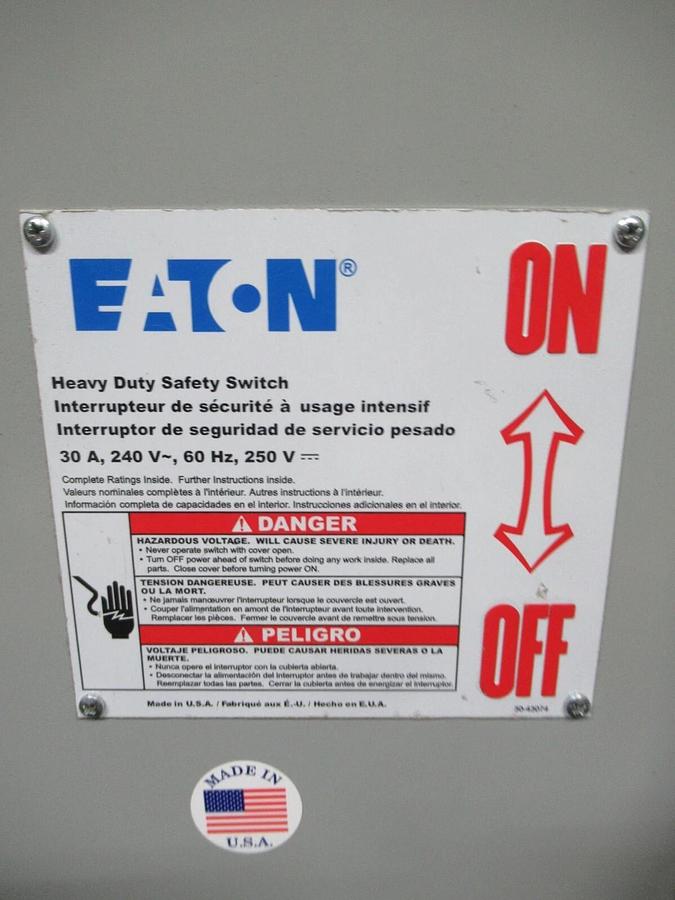 EATON®
ON
Heavy Duty Safety Switch
Interrupteur de sécurité à usage intensif
Interruptor de seguridad de servicio pesado
30 A, 240 V~, 60 Hz, 250 V ⎓
Complete Ratings Inside. Further Instructions inside.
Valeurs nominales complètes à l'intérieur. Autres instructions à l'intérieur.
Información completa de capacidades en el interior. Instrucciones adicionales en el interior.
⚠ DANGER
HAZARDOUS VOLTAGE. WILL CAUSE SEVERE INJURY OR DEATH.
• Never operate switch with cover open.
• Turn OFF power ahead of switch before doing any work inside. Replace all
parts. Close cover before turning power ON.
TENSION DANGEREUSE. PEUT CAUSER DES BLESSURES GRAVES
OU LA MORT.
• Ne jamais manœuvrer l'interrupteur lorsque le couvercle est ouvert.
• Couper l'alimentation en amont de l'interrupteur avant toute intervention.
Remplacer les pièces. Fermer le couvercle avant de remettre sous tension.
⚠ PELIGRO
VOLTAJE PELIGROSO. PUEDE CAUSAR HERIDAS SEVERAS O LA
MUERTE.
• Nunca opere el interruptor con la cubierta abierta.
• Desconectar la alimentación del interruptor antes de trabajar dentro del mismo.
Reemplazar todas las partes. Cerrar la cubierta antes de energizar el interruptor.
OFF
Made in U.S.A. / Fabriqué aux É.-U. / Hecho en E.U.A.
30-43074
MADE IN
U.S.A.